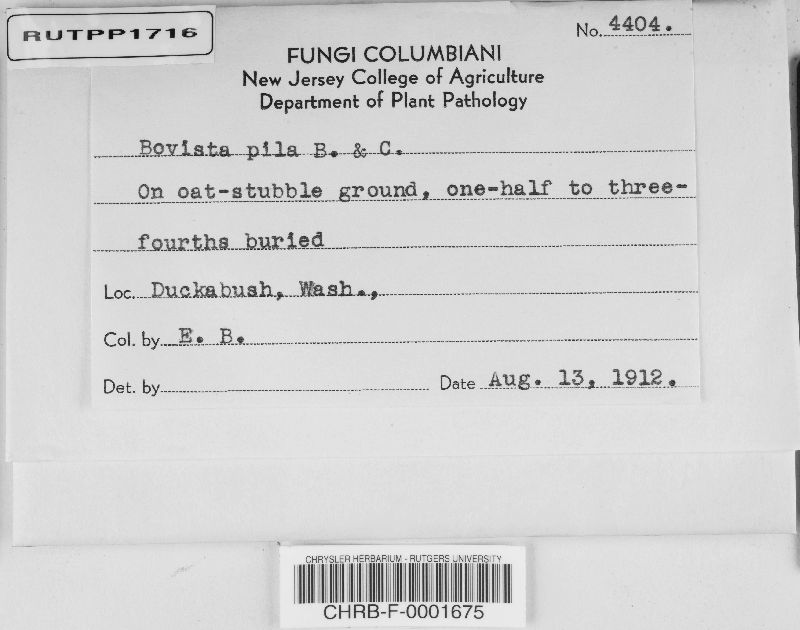 RUTPP1716
No. 4404.
FUNGI COLUMBIANI
New Jersey College of Agriculture
Department of Plant Pathology
Bovista pila B. & C.
On oat-stubble ground, one-half to three-
fourths buried
Loc. Duckabush, Wash.,
Col. by E. B.
Det. by
Date Aug. 13, 1912.
CHRYSLER HERBARIUM - RUTGERS UNIVERSITY
CHRB-F-0001675